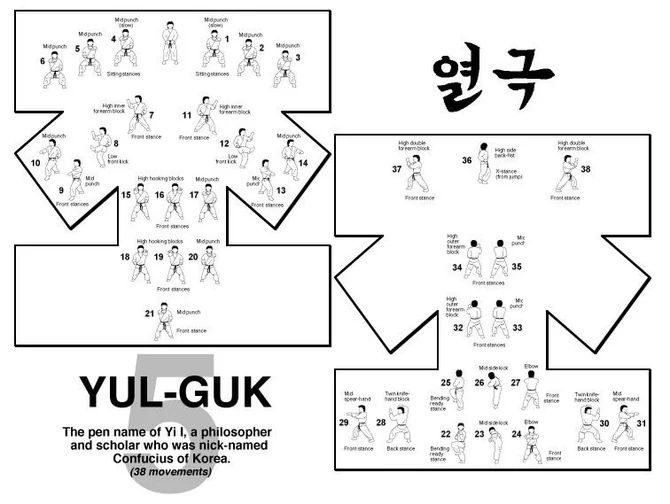 Mid punch
(slow)
4
Mid punch
5
Mid punch
6
Sitting stances
Mid punch
(slow)
1
Mid punch
2
Mid punch
3
Sitting stances
High inner
forearm block
7
Front stance
8
Low
front kick
Mid
punch
9
Mid punch
10
Front stances
High inner
forearm block
11
Front stance
12
Low
front kick
Mid
punch
13
Mid punch
14
Front stances
High hooking blocks
Mid punch
15
16
17
Front stances
High hooking blocks
Mid punch
18
19
20
Front stances
21
Mid punch
Front stance
5
YUL-GUK
The pen name of Yi I, a philosopher
and scholar who was nick-named
Confucius of Korea.
(38 movements)
High double
forearm block
37
Front stances
36
High side
back-fist
X-stance
(from jump)
High double
forearm block
38
Front stances
High
outer
forearm
block
34
Mid
punch
35
Front stances
High
outer
forearm
block
32
Mid
punch
33
Front stances
25
Bending
ready
stance
Mid side kick
26
Elbow
27
Front
stance
22
Bending
ready
stance
Mid side kick
23
Elbow
24
Front
stance
Mid
spear-hand
29
Front
stance
Twin knife-
hand block
28
Back stance
Twin knife-
hand block
30
Back stance
Mid
spear-hand
31
Front
stance